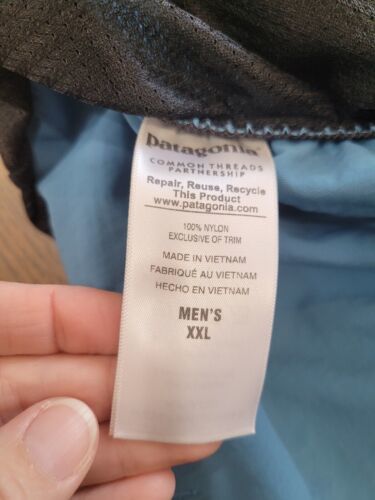 patagonia
COMMON THREADS
PARTNERSHIP
Repair, Reuse, Recycle
This Product
www.patagonia.com
100% NYLON
EXCLUSIVE OF TRIM
MADE IN VIETNAM
FABRIQUÉ AU VIETNAM
HECHO EN VIETNAM
MEN'S
XXL